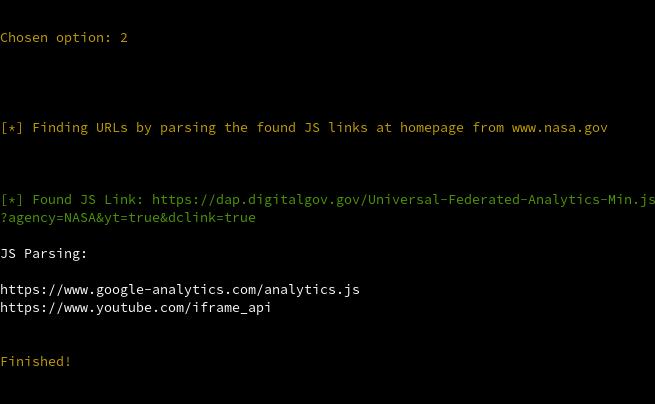 Chosen option: 2
[*] Finding URLs by parsing the found JS links at homepage from www.nasa.gov
[*] Found JS Link: https://dap.digitalgov.gov/Universal-Federated-Analytics-Min.js
?agency=NASA&yt=true&dclink=true
JS Parsing:
https://www.google-analytics.com/analytics.js
https://www.youtube.com/iframe_api
Finished!